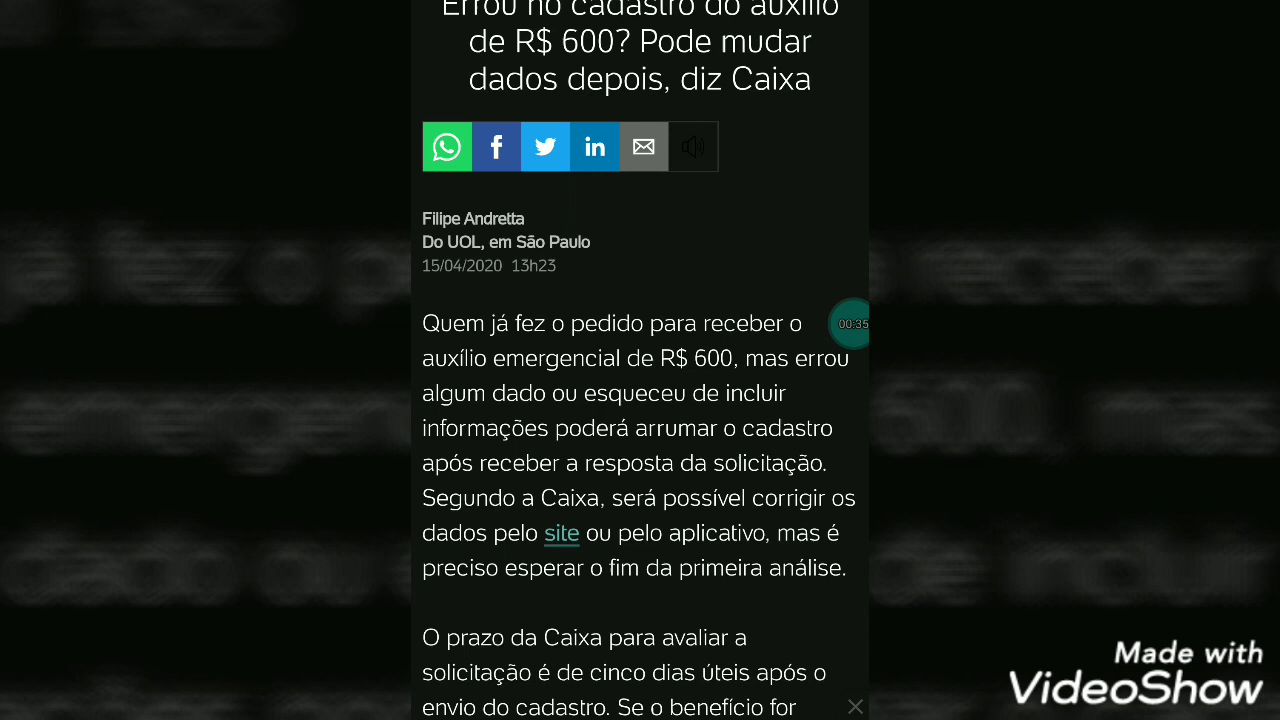 Errou no cadastro do auxílio
de R$ 600? Pode mudar
dados depois, diz Caixa
Filipe Andretta
Do UOL, em São Paulo
15/04/2020 13h23
Quem já fez o pedido para receber o
auxílio emergencial de R$ 600, mas errou
algum dado ou esqueceu de incluir
informações poderá arrumar o cadastro
após receber a resposta da solicitação.
Segundo a Caixa, será possível corrigir os
dados pelo site ou pelo aplicativo, mas é
preciso esperar o fim da primeira análise.
00:35
O prazo da Caixa para avaliar a
solicitação é de cinco dias úteis após o
envio do cadastro. Se o benefício for
Made with
VideoShow